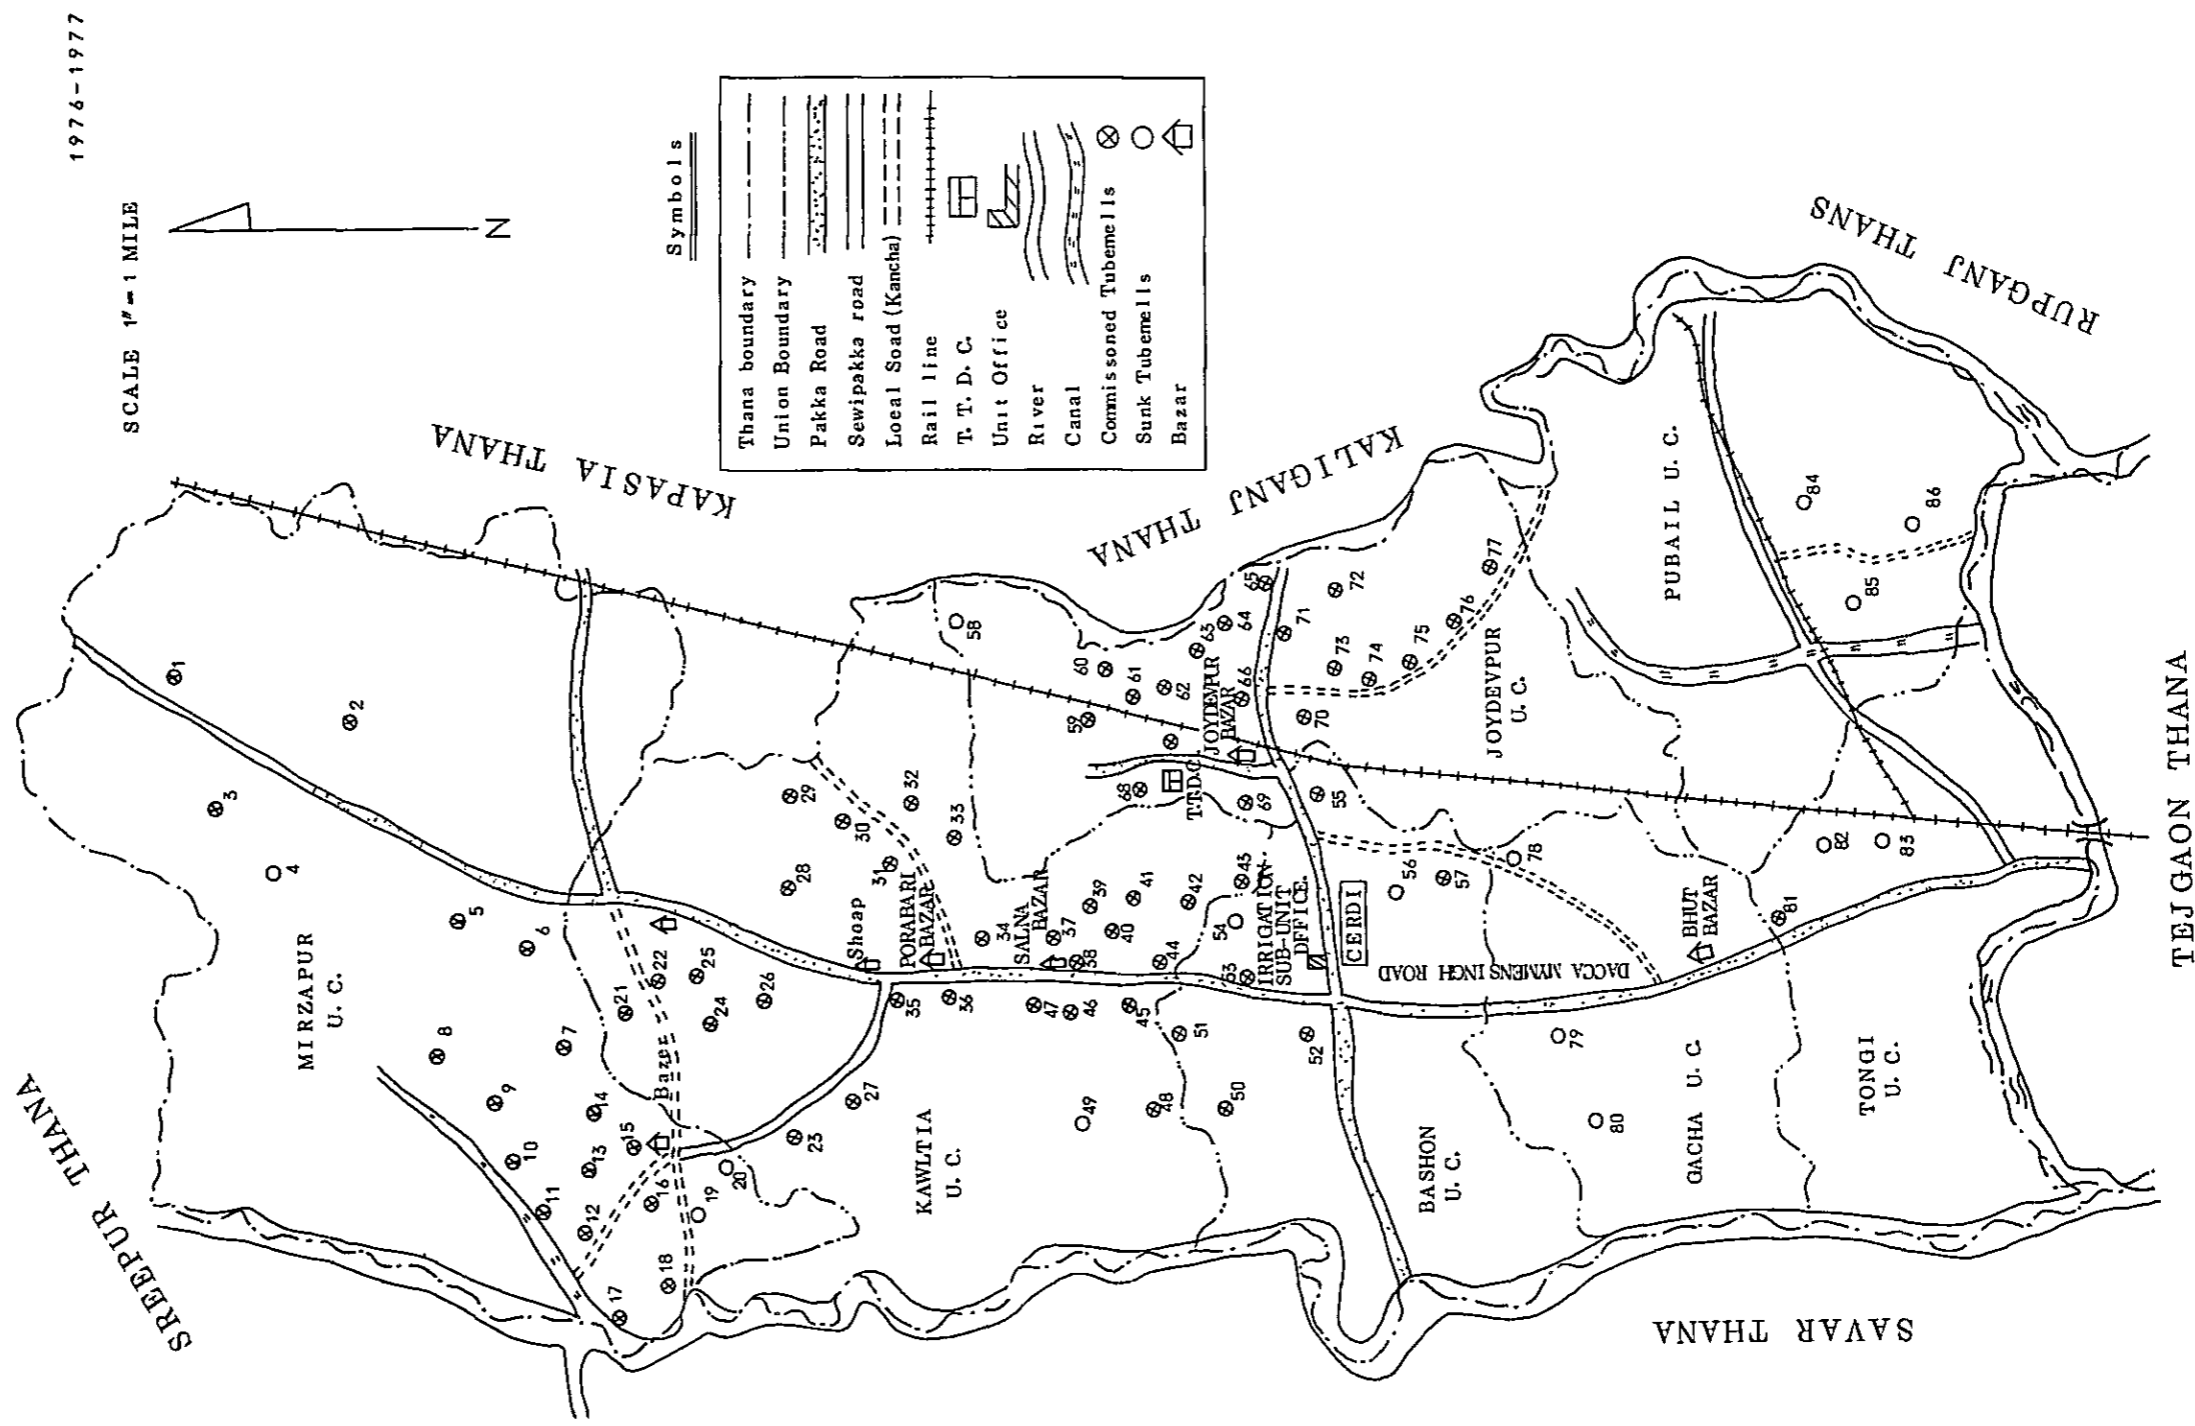 1976-1977
SCALE 1"=1 MILE
N
Symbols
Thana boundary
Union Boundary
Pakka Road
Sewipakka road
Loeal Soad (Kancha)
Rail line
T. T. D. C.
Unit Office
River
Canal
Commissoned Tubemells
Sunk Tubemells
Bazar
SREEPUR THANA
KAPASIA THANA
KALIGANJ THANA
RUPGANJ THANS
TEJGAON THANA
SAVAR THANA
MIRZAPUR
U. C.
KAWLTIA
U. C.
BASHON
U. C.
GACHA U. C.
TONGI
U. C.
JOYDEVPUR
U. C.
PUBAIL U. C.
Bazer
Shoap
PORABARI
BAZAR
SALNA
BAZAR
JOYDEVPUR
BAZAR
T.T.D.C.
IRRIGATION
SUB-UNIT
OFFICE
CERDI
DACCA MYMENSINGH ROAD
BHUT
BAZAR
1
2
3
4
5
6
7
8
9
10
11
12
13
14
15
16
17
18
19
20
21
22
23
24
25
26
27
28
29
30
31
32
33
34
35
36
37
38
39
40
41
42
43
44
45
46
47
48
49
50
51
52
53
54
55
56
57
58
59
60
61
62
63
64
65
66
68
69
70
71
72
73
74
75
76
77
78
79
80
81
82
83
84
85
86